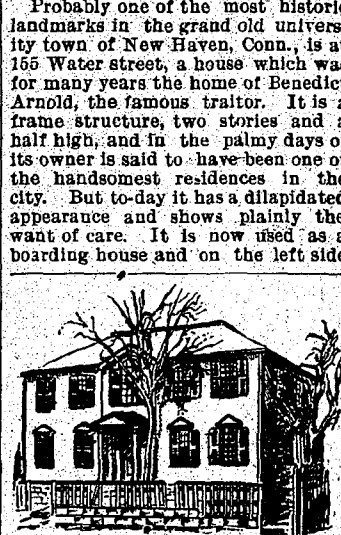 Probably one of the most historic
landmarks in the grand old univers-
ity town of New Haven, Conn., is at
155 Water street, a house which was
for many years the home of Benedict
Arnold, the famous traitor. It is a
frame structure, two stories and a
half high, and in the palmy days of
its owner is said to have been one of
the handsomest residences in the
city. But to-day it has a dilapidated
appearance and shows plainly the
want of care. It is now used as a
boarding house and on the left side